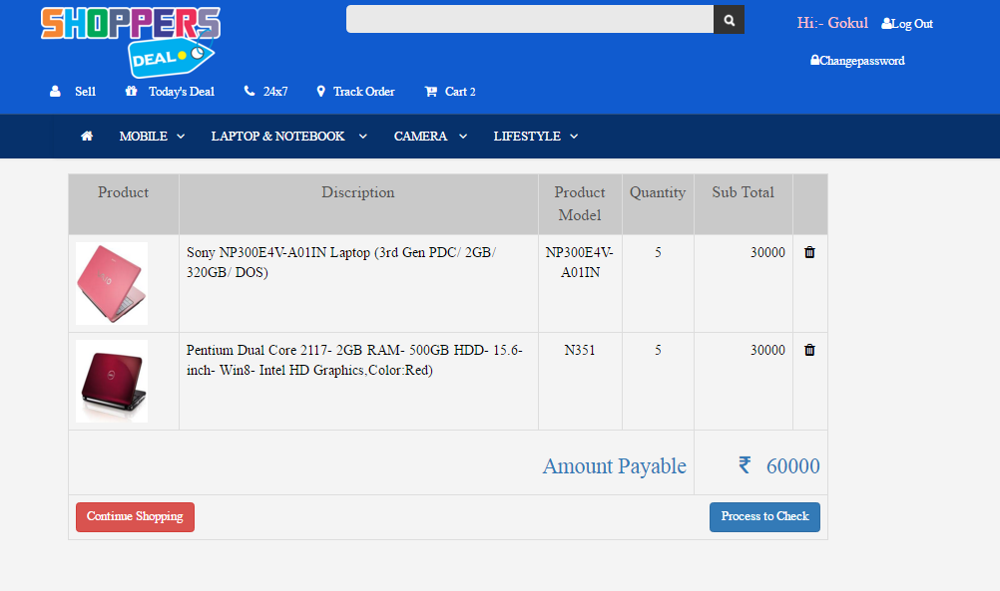 SHOPPERS
DEAL
Hi:- Gokul Log Out
Changepassword
Sell Today's Deal 24x7 Track Order Cart 2
MOBILE LAPTOP & NOTEBOOK CAMERA LIFESTYLE
Product Discription Product Model Quantity Sub Total
Sony NP300E4V-A01IN Laptop (3rd Gen PDC/ 2GB/
320GB/ DOS)
NP300E4V-
A01IN
5
30000
Pentium Dual Core 2117- 2GB RAM- 500GB HDD- 15.6-
inch- Win8- Intel HD Graphics,Color:Red)
N351
5
30000
Amount Payable ₹ 60000
Continue Shopping Process to Check